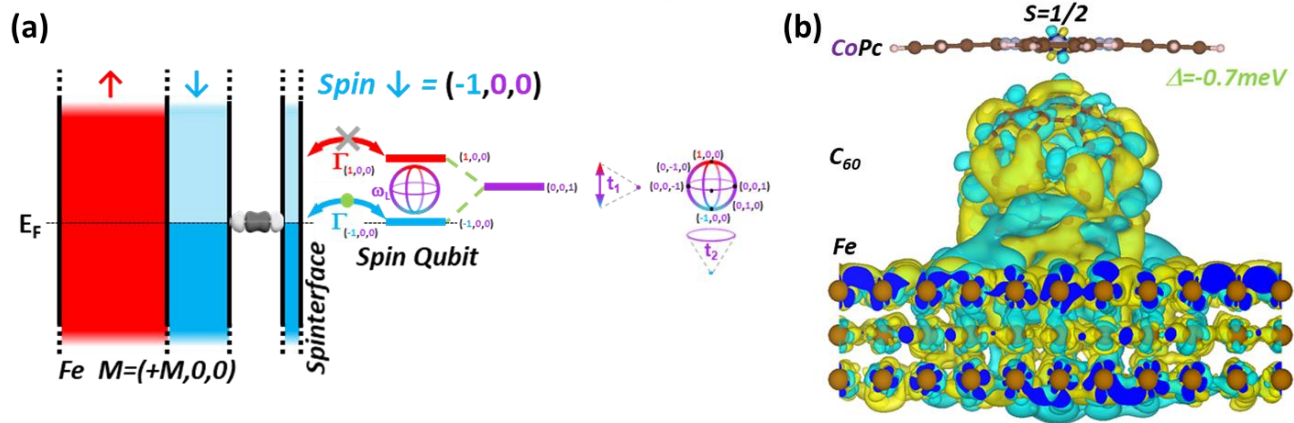 (a)
↑ ↓ Spin ↓ = (-1,0,0)
Γ(1,0,0)
(1,0,0)
ω_L
(0,0,1)
E_F
Γ(-1,0,0)
(-1,0,0)
Spin Qubit
Spinterface
Fe M=(+M,0,0)
t₁
(1,0,0)
(0,-1,0)
(0,0,-1)
(0,0,1)
(0,1,0)
(-1,0,0)
t₂
(b)
S=1/2
CoPc
Δ=-0.7meV
C₆₀
Fe